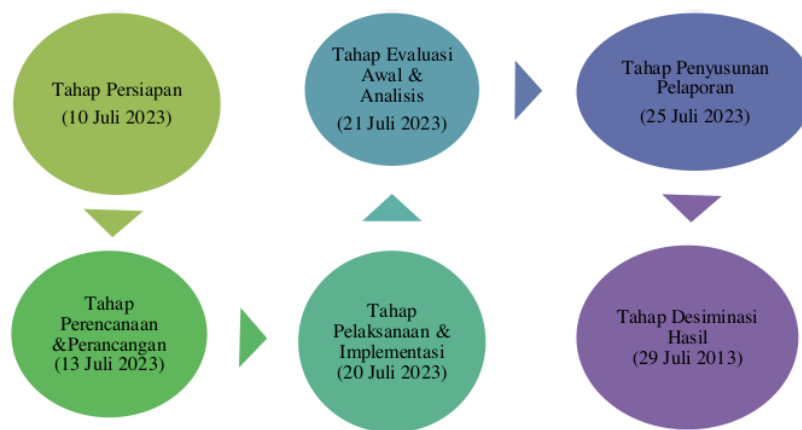 Tahap Persiapan
(10 Juli 2023)
Tahap
Perencanaan
&Perancangan
(13 Juli 2023)
Tahap
Pelaksanaan &
Implementasi
(20 Juli 2023)
Tahap Evaluasi
Awal &
Analisis
(21 Juli 2023)
Tahap Penyusunan
Pelaporan
(25 Juli 2023)
Tahap Desiminasi
Hasil
(29 Juli 2013)